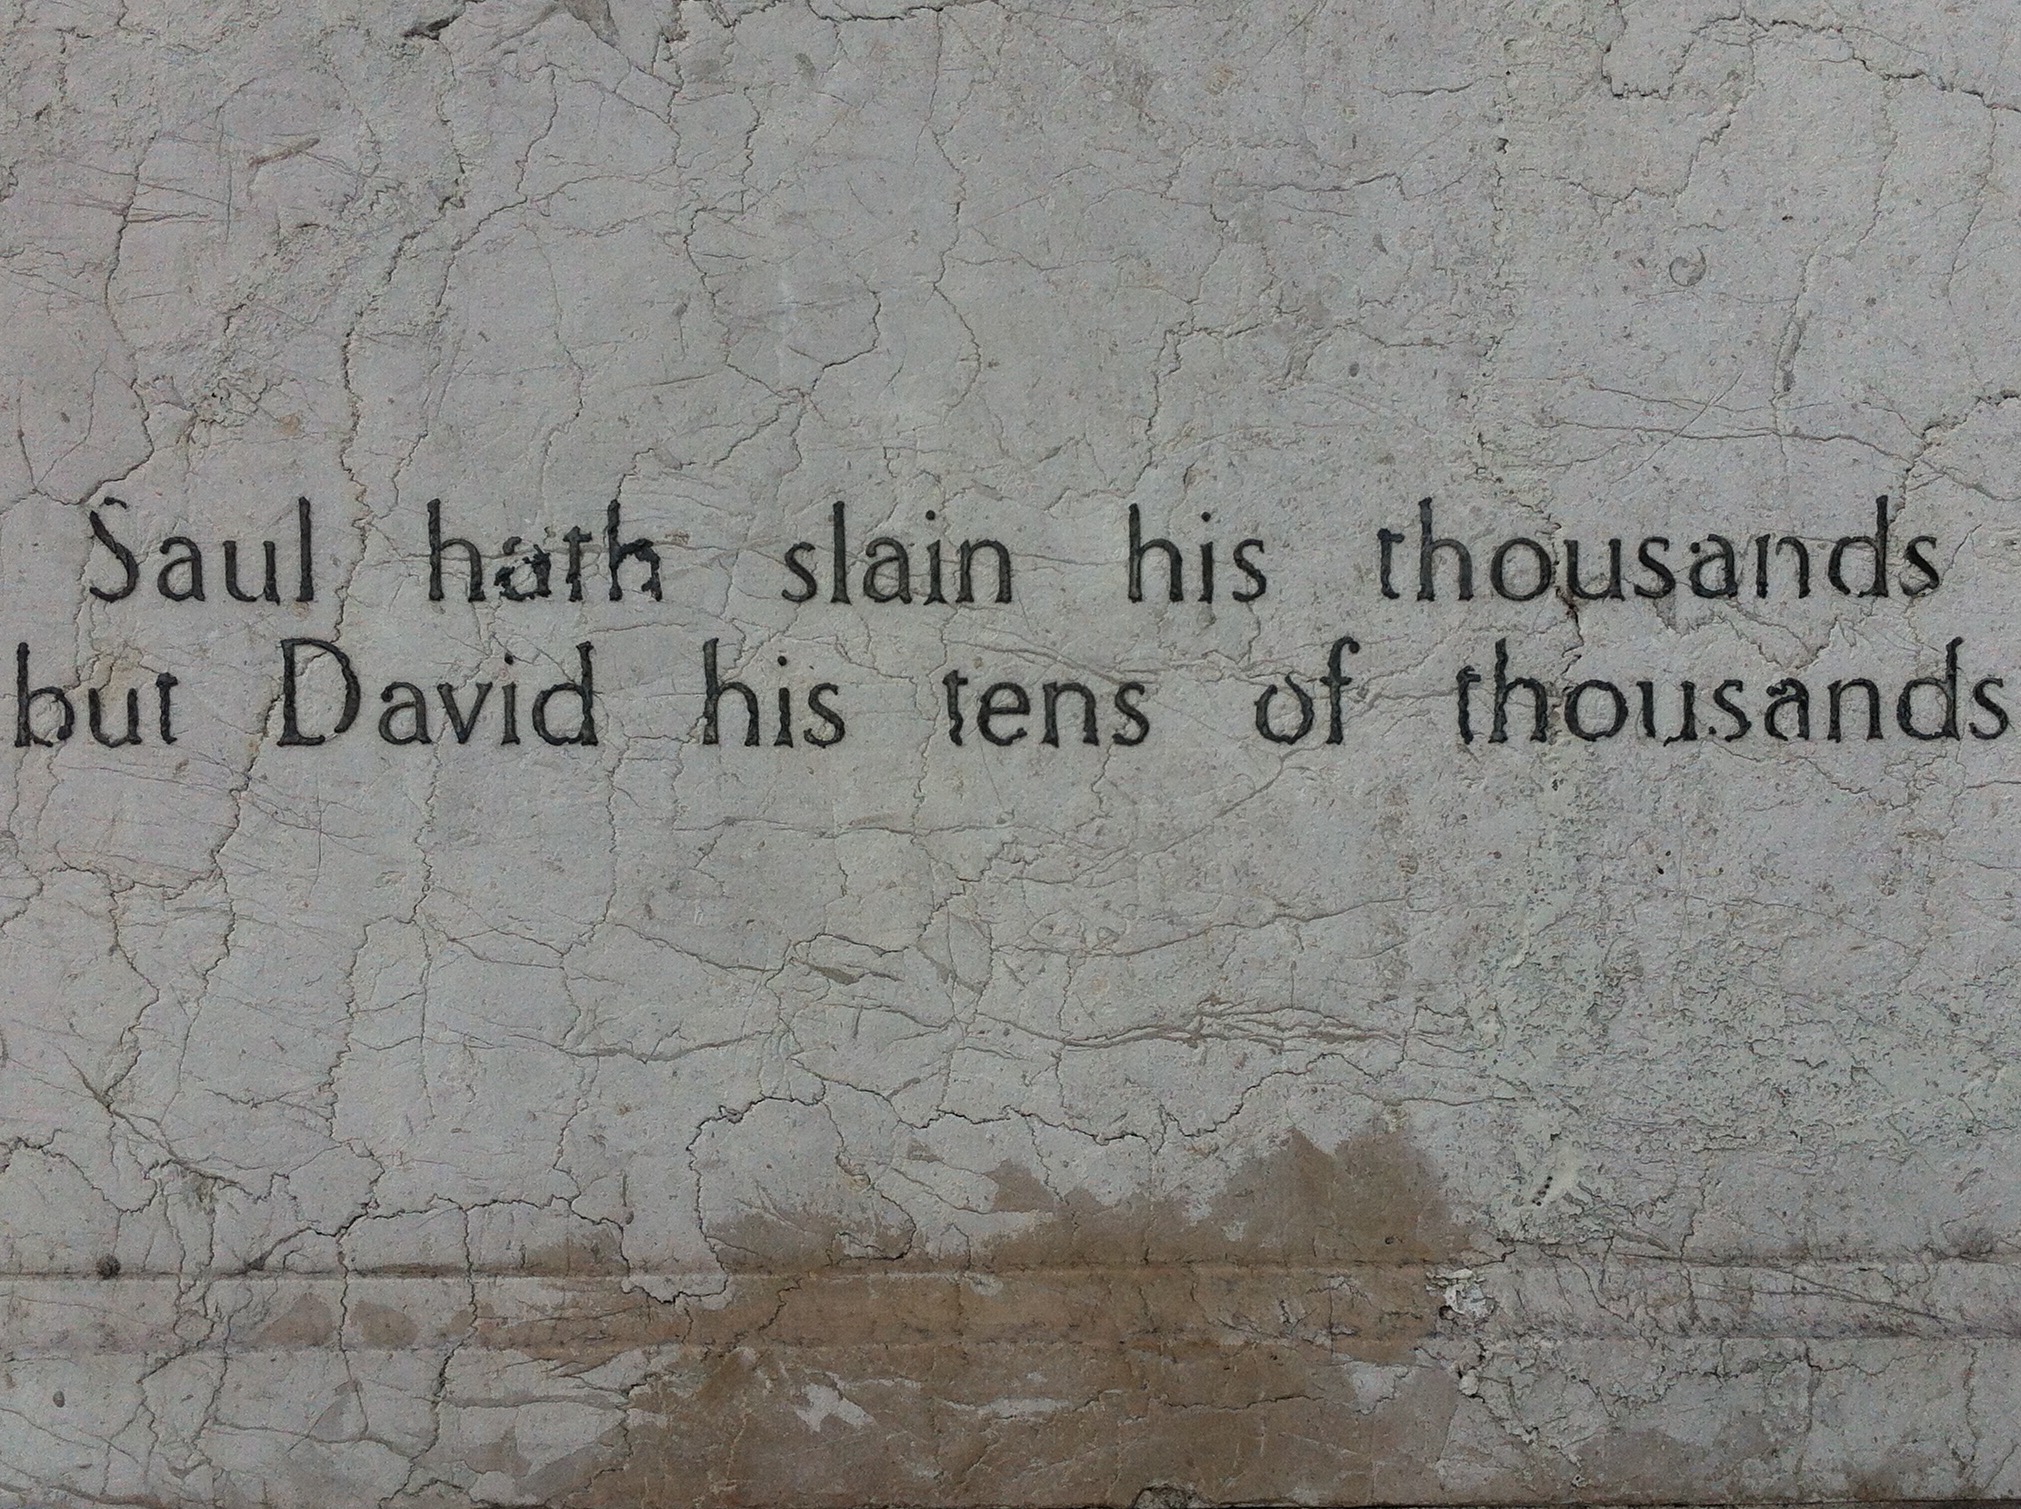 Saul hath slain his thousands
but David his tens of thousands